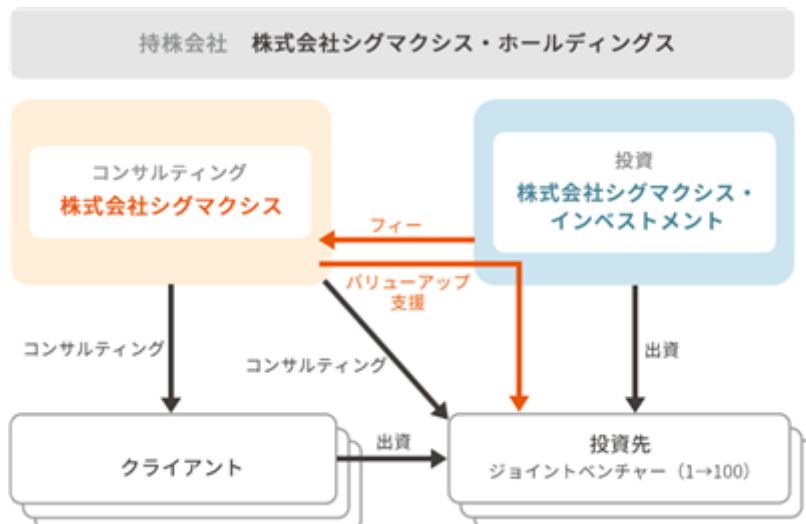 持株会社 株式会社シグマクシス・ホールディングス
コンサルティング
株式会社シグマクシス
投資
株式会社シグマクシス・
インベストメント
フィー
バリューアップ
支援
コンサルティング
コンサルティング
出資
クライアント
出資
投資先
ジョイントベンチャー（1→100）